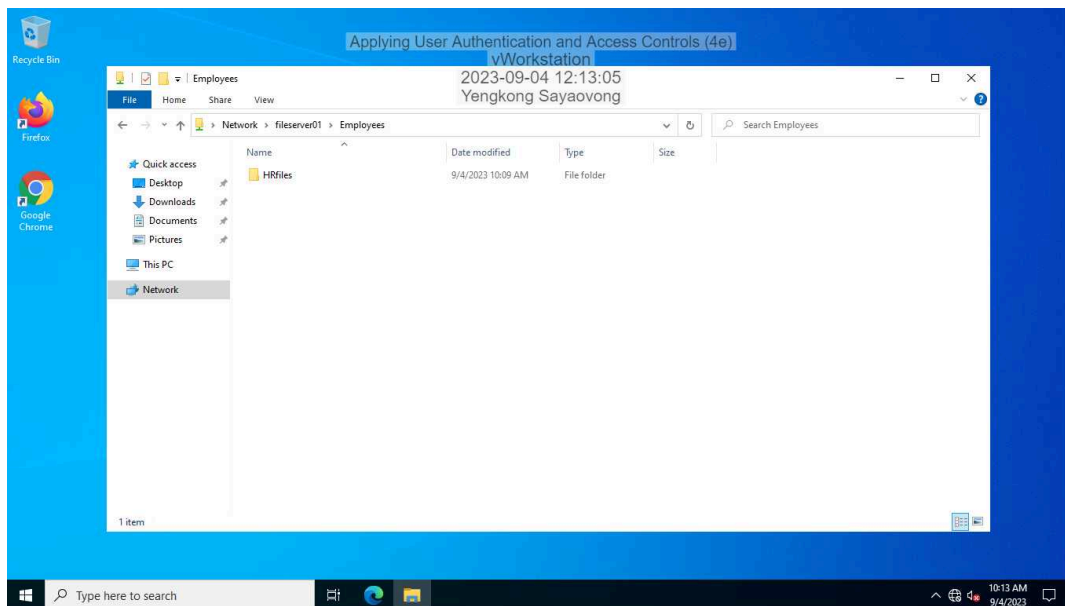 Recycle Bin
Applying User Authentication and Access Controls (4e)
vWorkstation
2023-09-04 12:13:05
Yengkong Sayaovong
Employees
File Home Share View
Network > fileserver01 > Employees
Search Employees
Firefox
Google
Chrome
Quick access
Desktop
Downloads
Documents
Pictures
This PC
Network
Name Date modified Type Size
HRfiles 9/4/2023 10:09 AM File folder
1 item
Type here to search
10:13 AM
9/4/2023